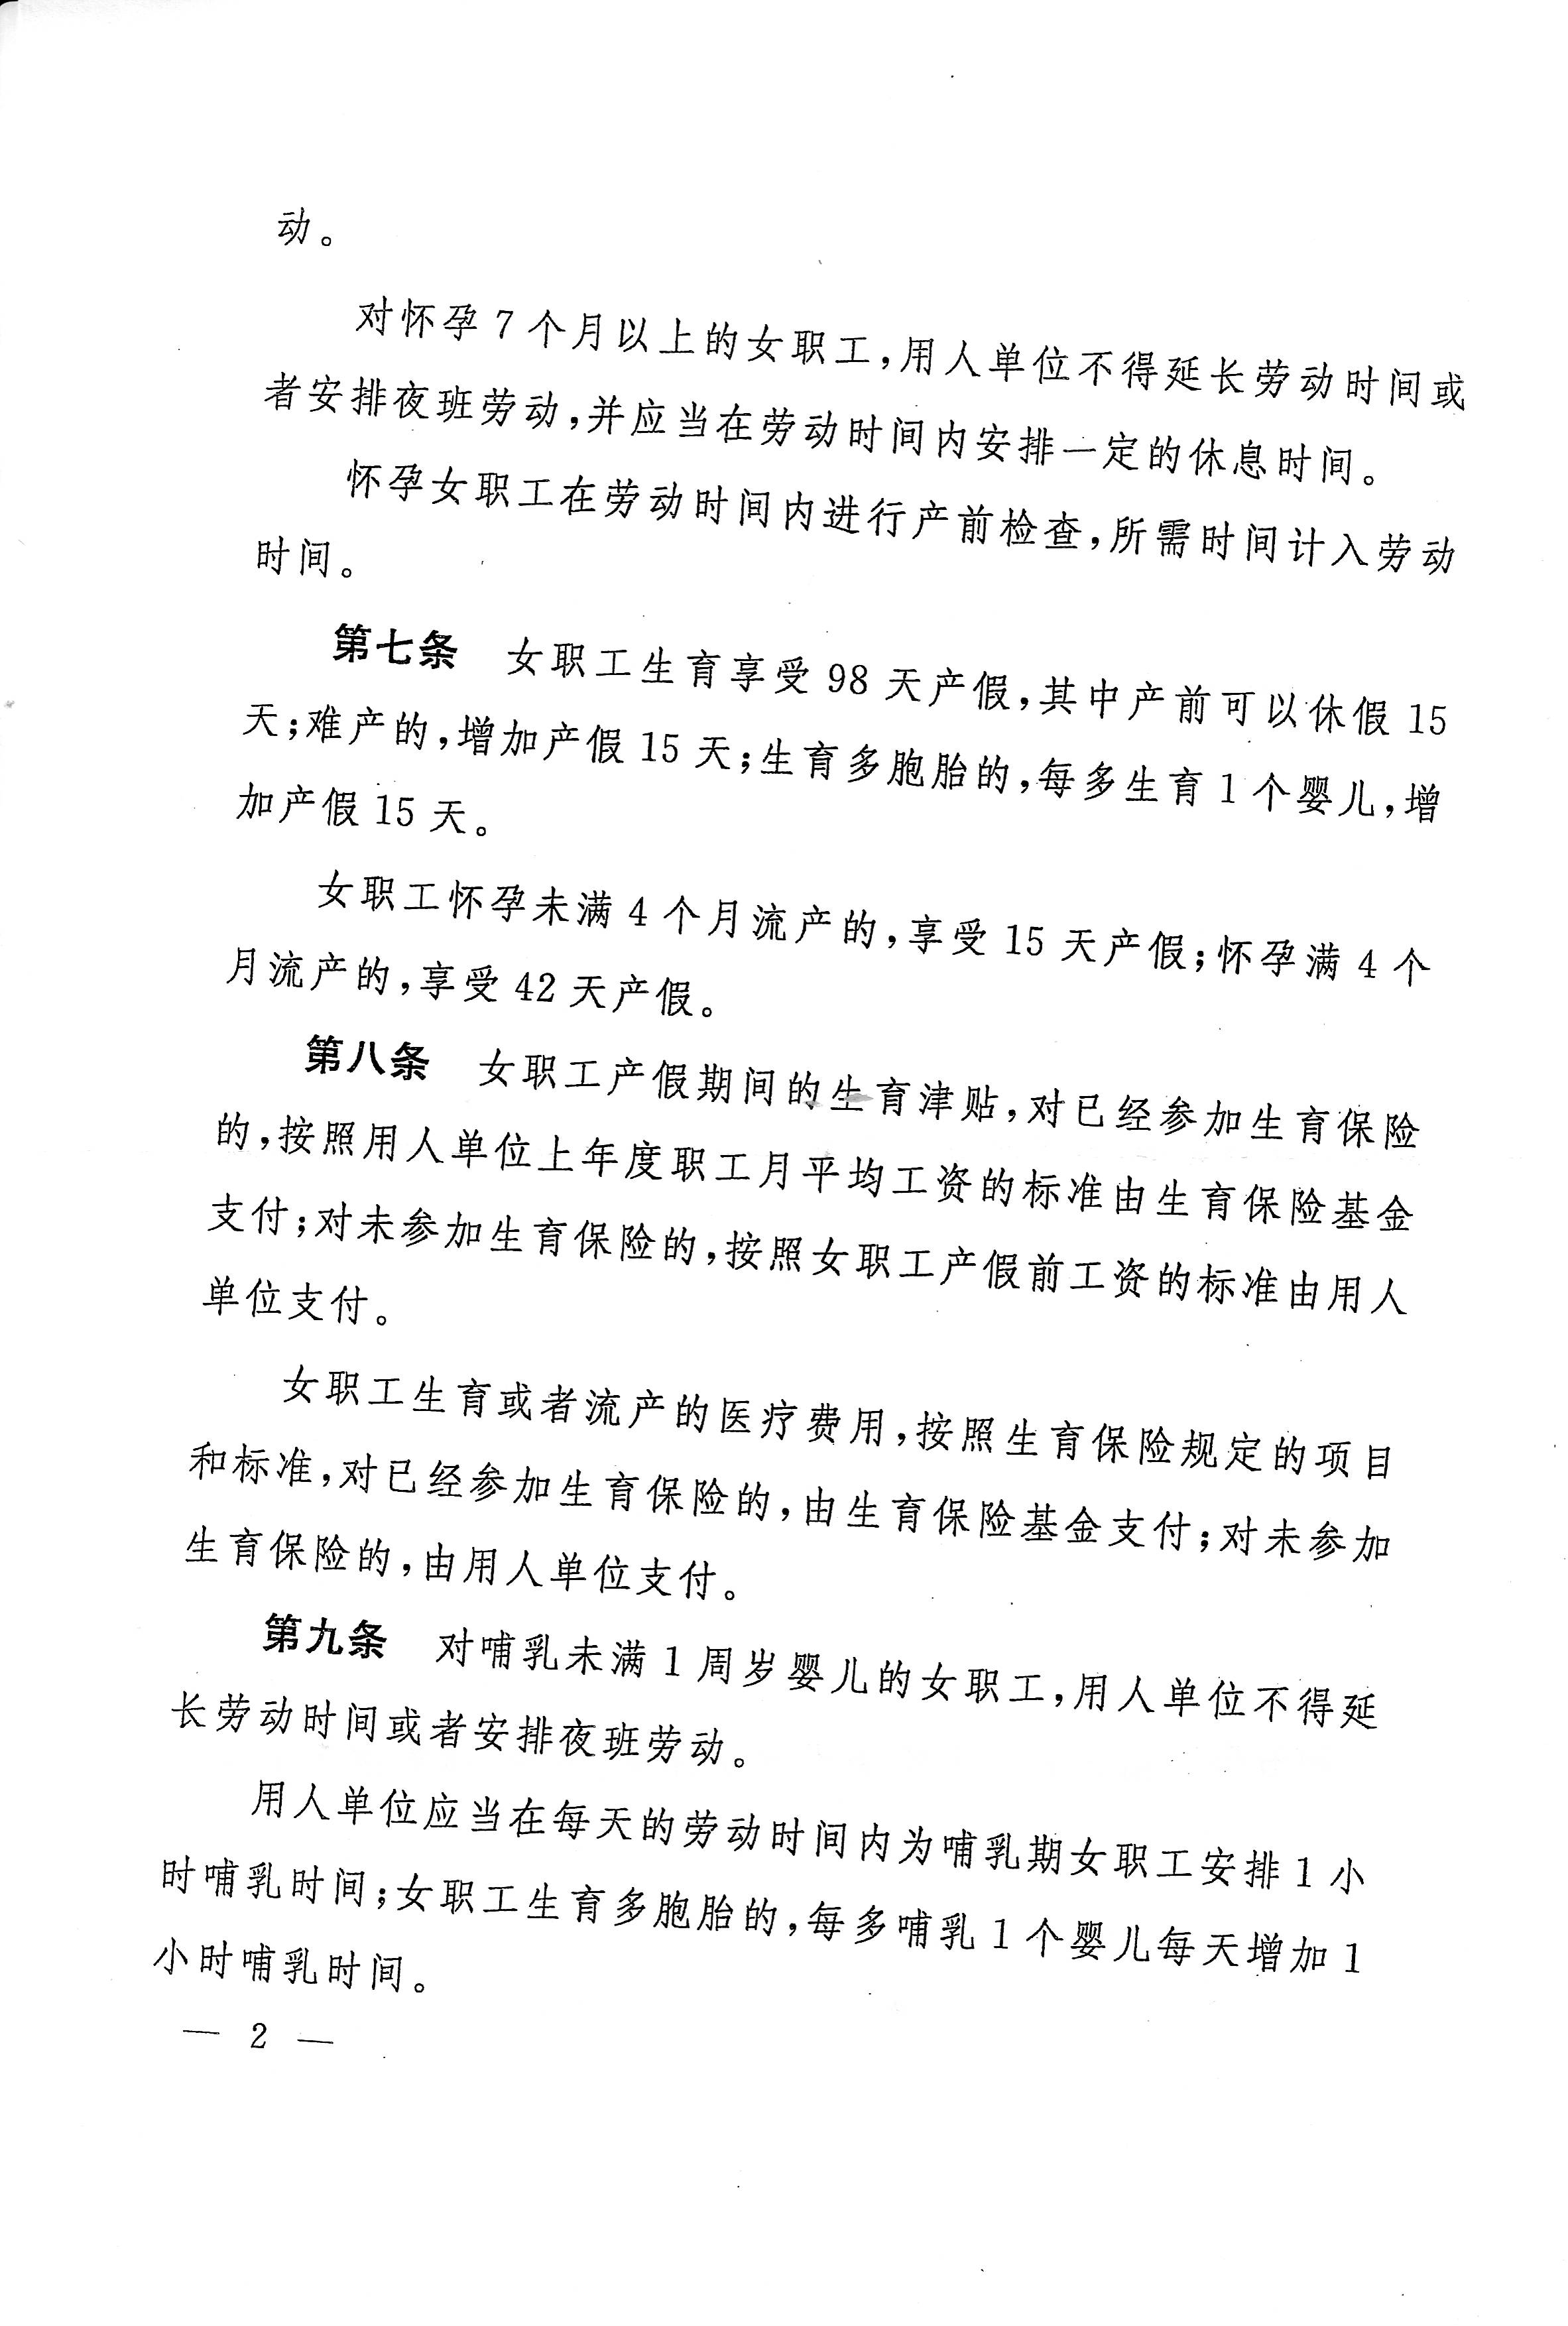 动。
对怀孕7个月以上的女职工,用人单位不得延长劳动时间或
者安排夜班劳动,并应当在劳动时间内安排一定的休息时间。
怀孕女职工在劳动时间内进行产前检查,所需时间计入劳动
时间。
第七条 女职工生育享受98天产假,其中产前可以休假15
天;难产的,增加产假15天;生育多胞胎的,每多生育1个婴儿,增
加产假15天。
女职工怀孕未满4个月流产的,享受15天产假;怀孕满4个
月流产的,享受42天产假。
第八条 女职工产假期间的生育津贴,对已经参加生育保险
的,按照用人单位上年度职工月平均工资的标准由生育保险基金
支付;对未参加生育保险的,按照女职工产假前工资的标准由用人
单位支付。
女职工生育或者流产的医疗费用,按照生育保险规定的项目
和标准,对已经参加生育保险的,由生育保险基金支付;对未参加
生育保险的,由用人单位支付。
第九条 对哺乳未满1周岁婴儿的女职工,用人单位不得延
长劳动时间或者安排夜班劳动。
用人单位应当在每天的劳动时间内为哺乳期女职工安排1小
时哺乳时间;女职工生育多胞胎的,每多哺乳1个婴儿每天增加1
小时哺乳时间。
— 2 —